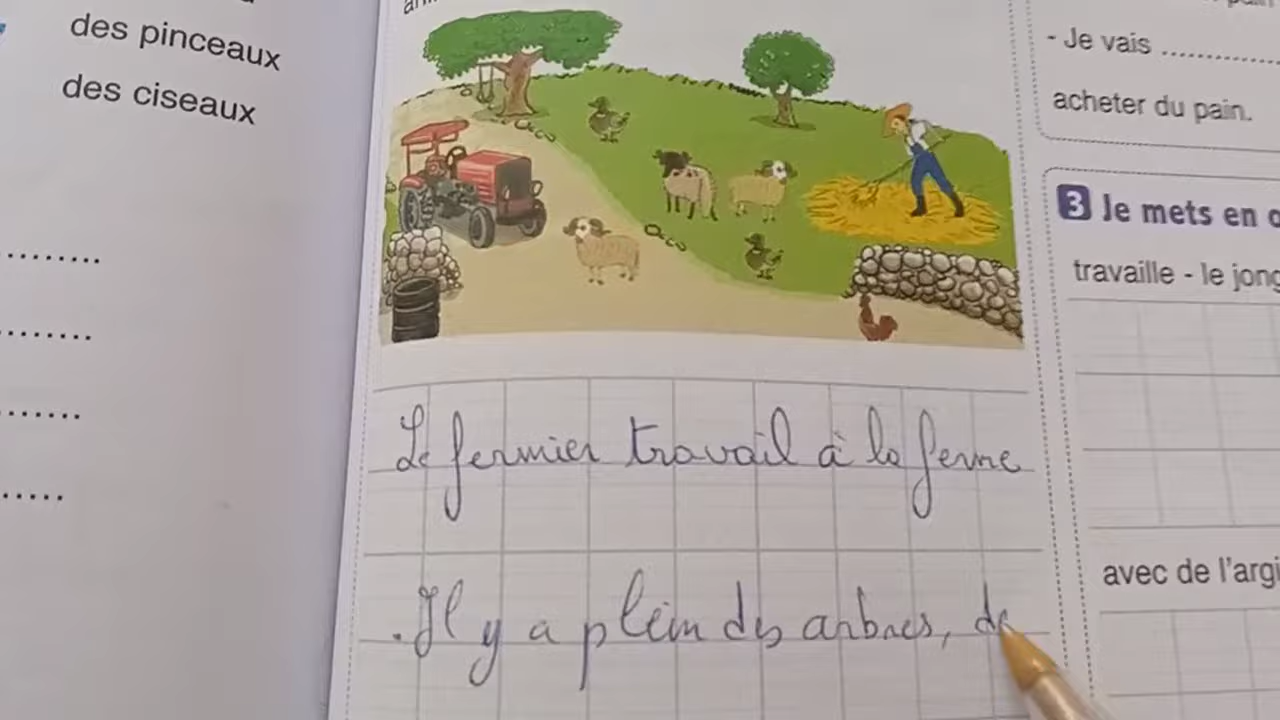 des pinceaux
des ciseaux
- Je vais ..........
acheter du pain.
3 Je mets en o
travaille - le jong
avec de l'argi
Le fermier travail à la ferme
. Il y a plein des arbres, de